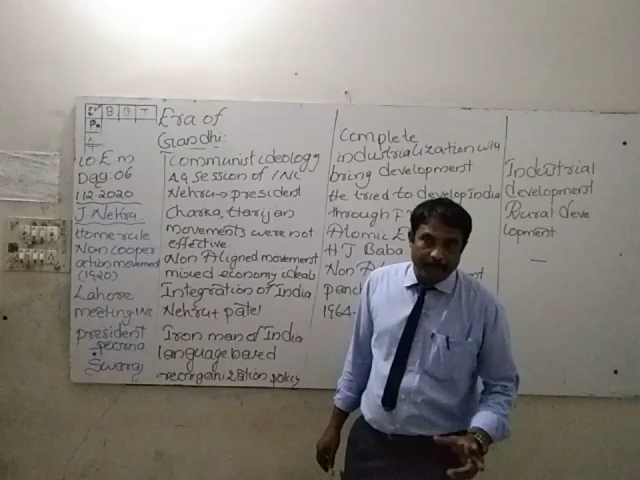 B G T
Era of
Gandhi:
Day: 06
1.12.2020
J Nehru
Home rule
Non cooper
ation movement
(1920)
Lahore
meeting-INC
president
poorna
Swaraj
Communist ideology
session of INC
Nehru → president
Charka, Harijan
movements were not
effective
Non Aligned movement
mixed economy ideals
Integration of India
Nehru + patel
Iron man of India
language based
reorganization policy
Complete
industrialization will
bring development
He tried to develop India
through
Atomic
H J Baba
Non
panch
1964-
Industrial
development
Rural deve
lopment